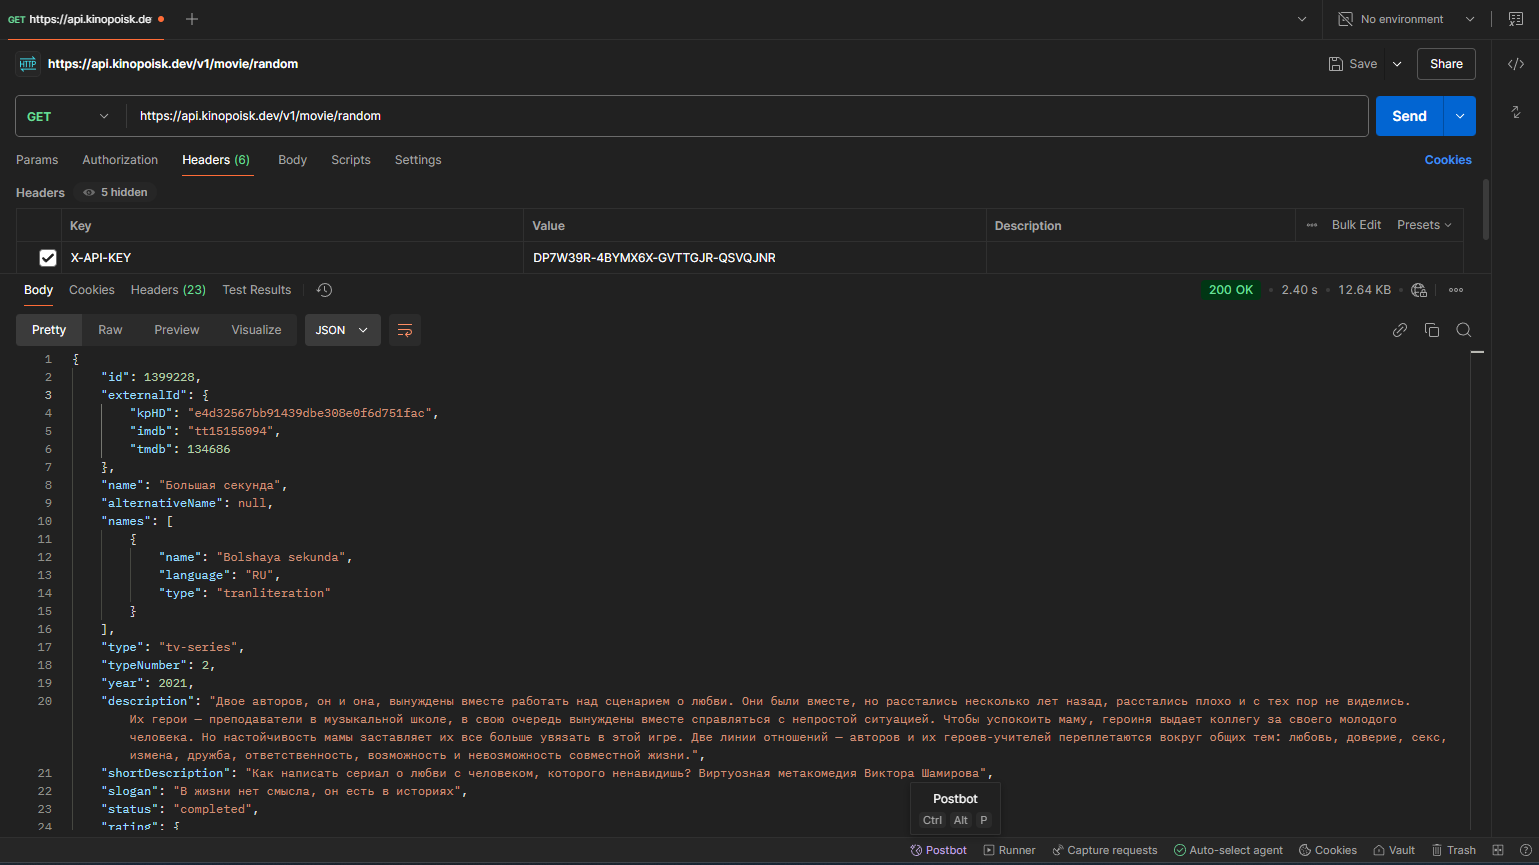 GET https://api.kinopoisk.de
No environment
HTTP https://api.kinopoisk.dev/v1/movie/random
Save
Share
GET https://api.kinopoisk.dev/v1/movie/random
Send
Params Authorization Headers (6) Body Scripts Settings
Cookies
Headers 5 hidden
Key Value Description Bulk Edit Presets
X-API-KEY DP7W39R-4BYMX6X-GVTTGJR-QSVQJNR
Body Cookies Headers (23) Test Results
200 OK 2.40 s 12.64 KB
Pretty Raw Preview Visualize JSON
1 {
2 "id": 1399228,
3 "externalId": {
4 "kpHD": "e4d32567bb91439dbe308e0f6d751fac",
5 "imdb": "tt15155094",
6 "tmdb": 134686
7 },
8 "name": "Большая секунда",
9 "alternativeName": null,
10 "names": [
11 {
12 "name": "Bolshaya sekunda",
13 "language": "RU",
14 "type": "tranliteration"
15 }
16 ],
17 "type": "tv-series",
18 "typeNumber": 2,
19 "year": 2021,
20 "description": "Двое авторов, он и она, вынуждены вместе работать над сценарием о любви. Они были вместе, но расстались несколько лет назад, расстались плохо и с тех пор не виделись.
Их герои — преподаватели в музыкальной школе, в свою очередь вынуждены вместе справляться с непростой ситуацией. Чтобы успокоить маму, героиня выдает коллегу за своего молодого
человека. Но настойчивость мамы заставляет их все больше увязать в этой игре. Две линии отношений — авторов и их героев-учителей переплетаются вокруг общих тем: любовь, доверие, секс,
измена, дружба, ответственность, возможность и невозможность совместной жизни.",
21 "shortDescription": "Как написать сериал о любви с человеком, которого ненавидишь? Виртуозная метакомедия Виктора Шамирова",
22 "slogan": "В жизни нет смысла, он есть в историях",
23 "status": "completed",
24 "rating": {
Postbot
Ctrl Alt P
Postbot Runner Capture requests Auto-select agent Cookies Vault Trash